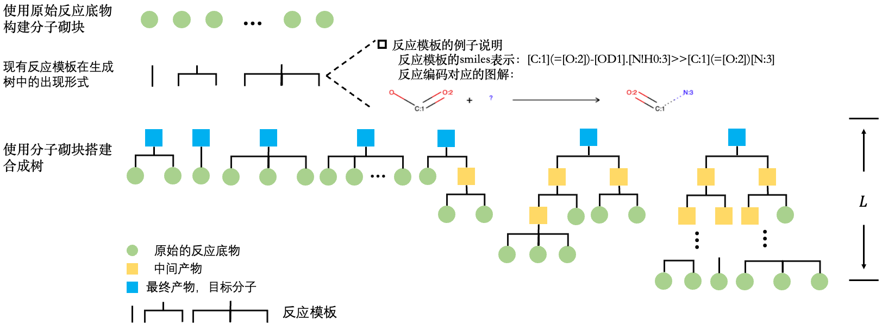 使用原始反应底物
构建分子砌块
...
现有反应模板在生成
树中的出现形式
反应模板的例子说明
反应模板的smiles表示：[C:1](=[O:2])-[OD1].[N!H0:3]>>[C:1](=[O:2])[N:3]
反应编码对应的图解：
O O:2 C:1 + ? O:2 N:3 C:1
使用分子砌块搭建
合成树
...
L
原始的反应底物
中间产物
最终产物，目标分子
反应模板